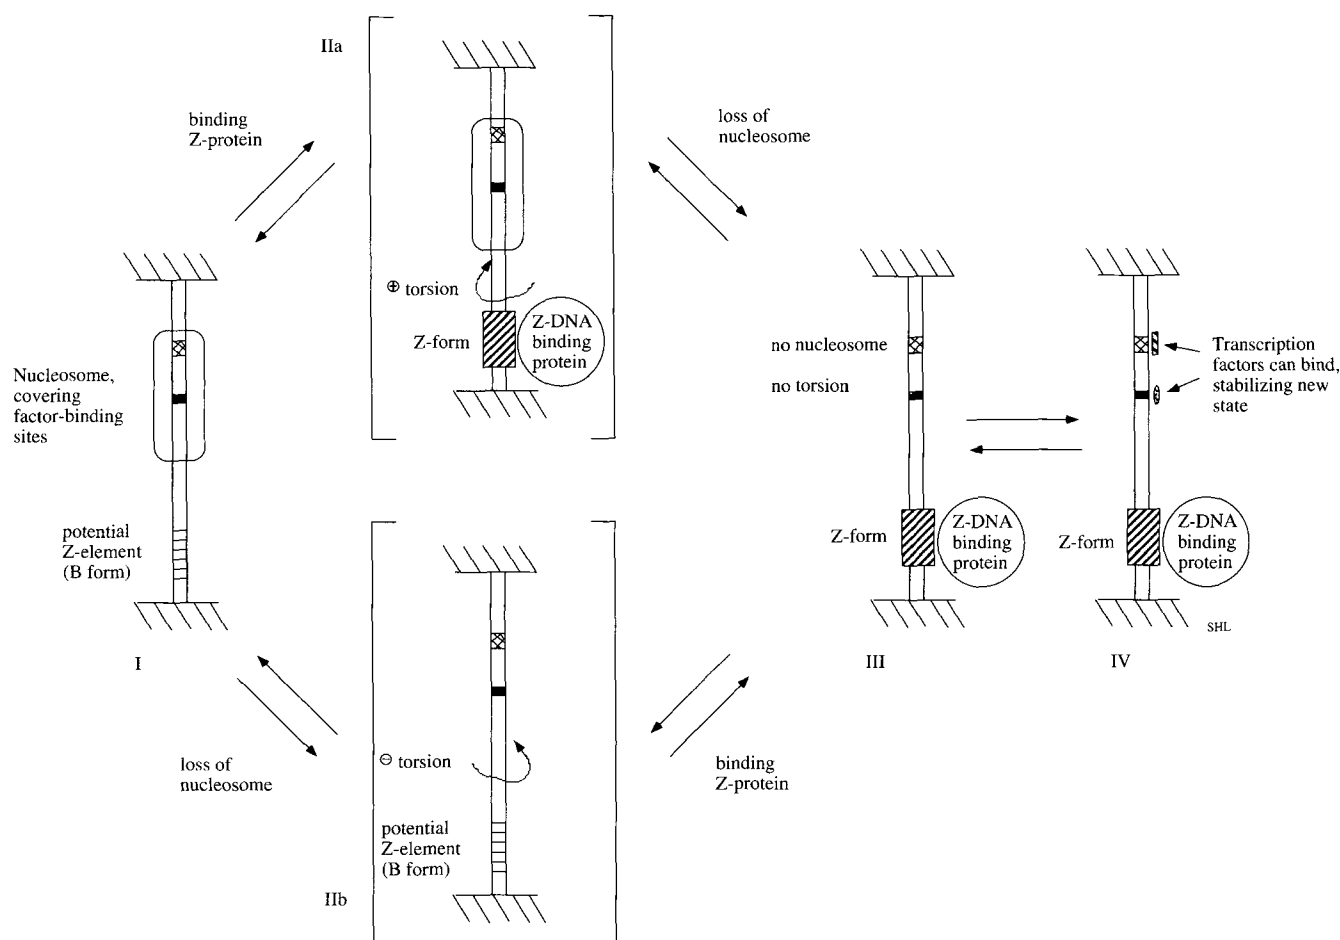 IIa
binding
Z-protein
loss of
nucleosome
⊕ torsion
Z-form
Z-DNA
binding
protein
Nucleosome,
covering
factor-binding
sites
potential
Z-element
(B form)
I
no nucleosome
no torsion
Z-form
Z-DNA
binding
protein
III
Transcription
factors can bind,
stabilizing new
state
Z-form
Z-DNA
binding
protein
SHL
IV
loss of
nucleosome
⊖ torsion
potential
Z-element
(B form)
IIb
binding
Z-protein